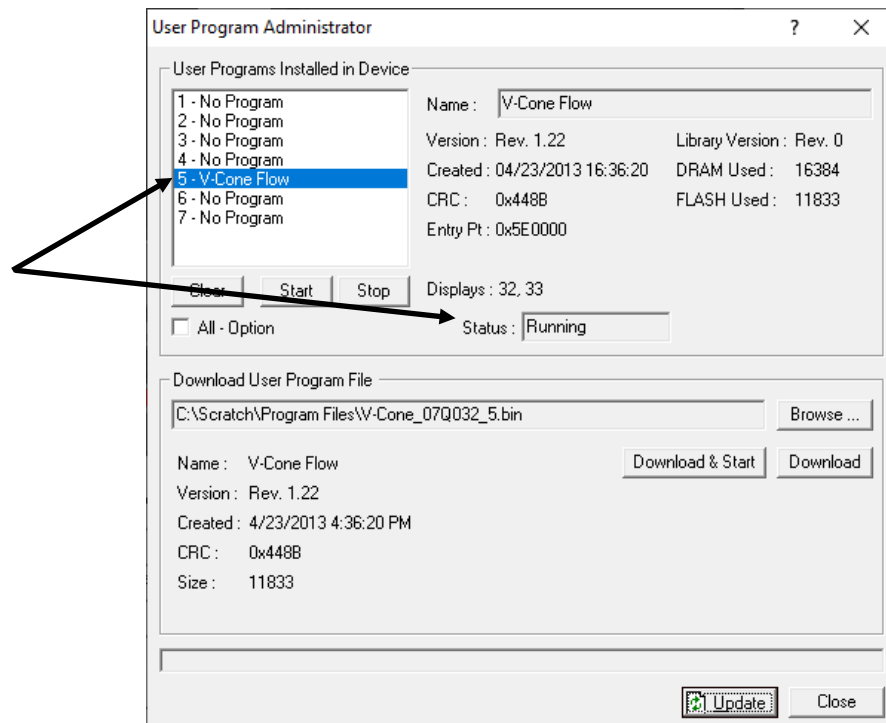 User Program Administrator ? ×
User Programs Installed in Device
1 - No Program
2 - No Program
3 - No Program
4 - No Program
5 - V-Cone Flow
6 - No Program
7 - No Program
Name : V-Cone Flow
Version : Rev. 1.22 Library Version : Rev. 0
Created : 04/23/2013 16:36:20 DRAM Used : 16384
CRC : 0x448B FLASH Used : 11833
Entry Pt : 0x5E0000
Clear Start Stop Displays : 32, 33
All - Option Status : Running
Download User Program File
C:\Scratch\Program Files\V-Cone_07Q032_5.bin Browse ...
Name : V-Cone Flow Download & Start Download
Version : Rev. 1.22
Created : 4/23/2013 4:36:20 PM
CRC : 0x448B
Size : 11833
Update Close